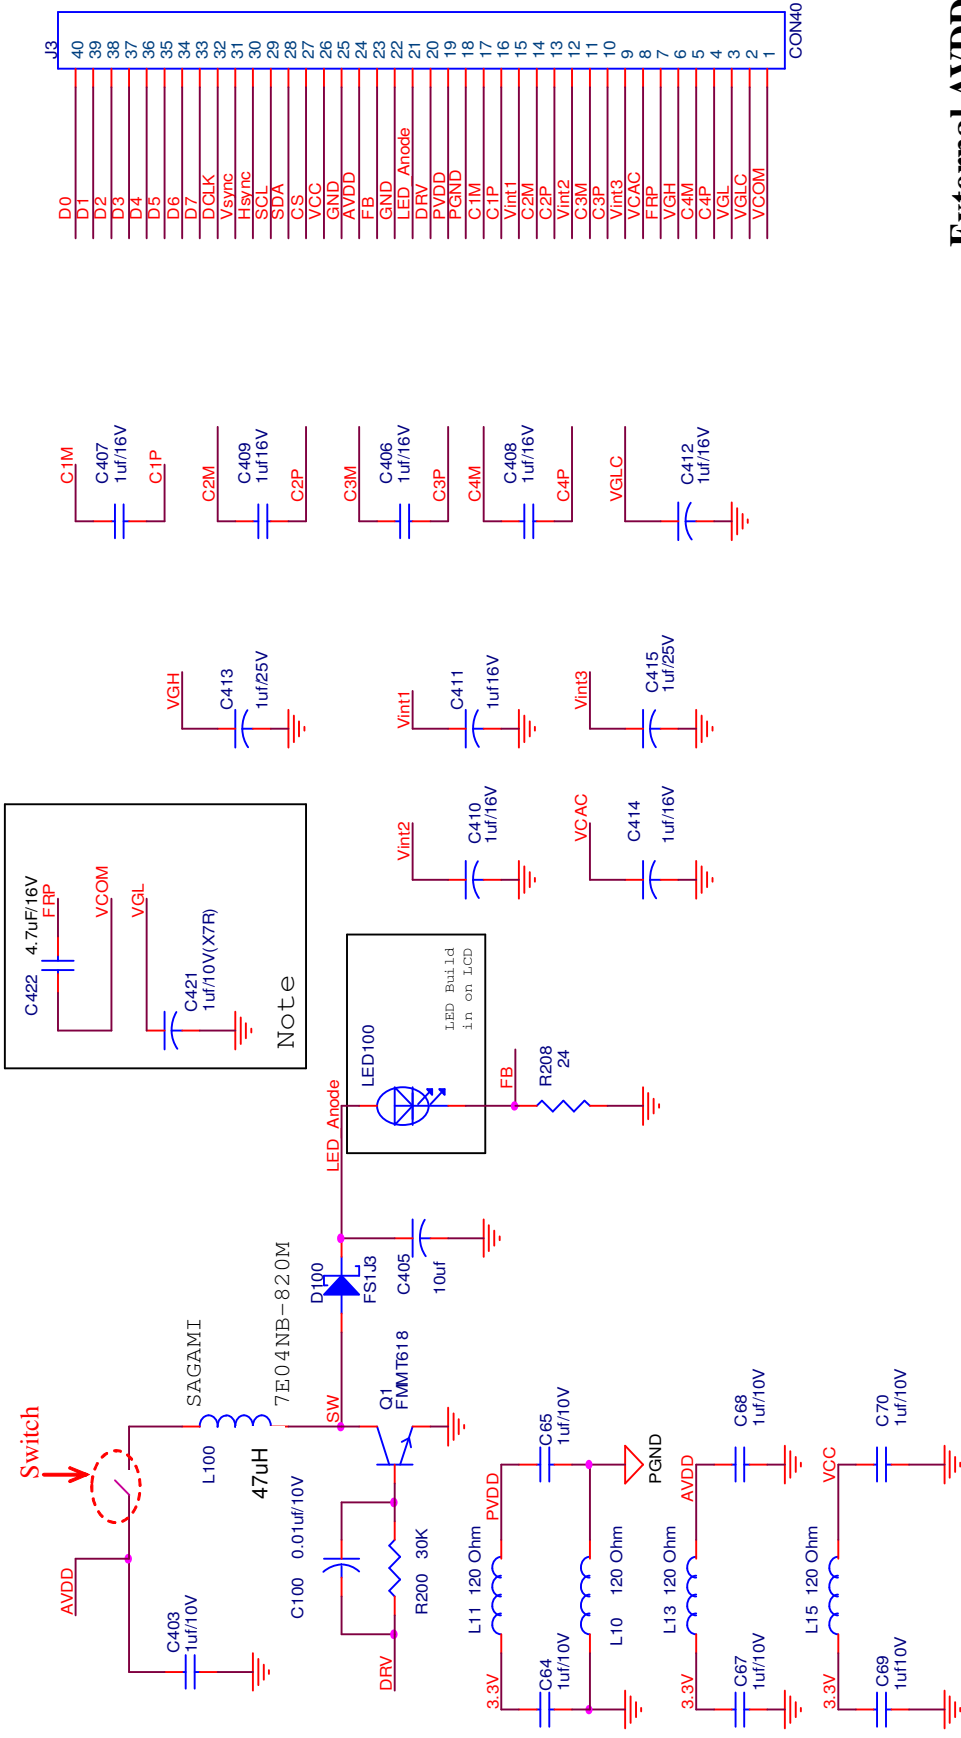 J3
CON40
D0 40
D1 39
D2 38
D3 37
D4 36
D5 35
D6 34
D7 33
DCLK 32
Vsync 31
Hsync 30
SCL 29
SDA 28
CS 27
VCC 26
GND 25
AVDD 24
FB 23
GND 22
LED Anode 21
DRV 20
PVDD 19
PGND 18
C1M 17
C1P 16
Vint1 15
C2M 14
C2P 13
Vint2 12
C3M 11
C3P 10
Vint3 9
VCAC 8
FRP 7
VGH 6
C4M 5
C4P 4
VGL 3
VGLC 2
VCOM 1
External AVDD
C1M
C407
1uf/16V
C1P
C2M
C409
1uf16V
C2P
C3M
C406
1uf/16V
C3P
C4M
C408
1uf/16V
C4P
VGLC
C412
1uf/16V
VGH
C413
1uf/25V
Vint1
C411
1uf16V
Vint3
C415
1uf/25V
Vint2
C410
1uf/16V
VCAC
C414
1uf/16V
C422 4.7uF/16V
FRP
VCOM
VGL
C421
1uf/10V(X7R)
Note
LED Anode
LED100
LED Build
in on LCD
FB
R208
24
Switch
AVDD
C403
1uf/10V
L100
SAGAMI
47uH
7E04NB-820M
SW
D100
FS1J3
C405
10uf
Q1
FMMT618
C100 0.01uf/10V
R200 30K
DRV
3.3V
L11 120 Ohm
PVDD
C64
1uf/10V
C65
1uf/10V
L10 120 Ohm
PGND
3.3V
L13 120 Ohm
AVDD
C67
1uf/10V
C68
1uf/10V
3.3V
L15 120 Ohm
VCC
C69
1uf10V
C70
1uf/10V